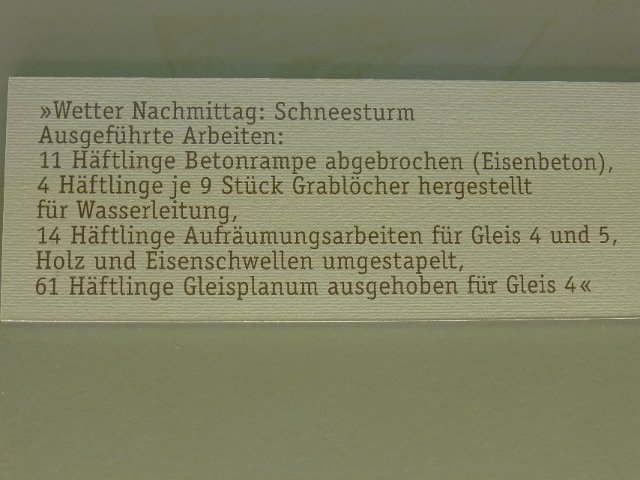 »Wetter Nachmittag: Schneesturm
Ausgeführte Arbeiten:
11 Häftlinge Betonrampe abgebrochen (Eisenbeton),
4 Häftlinge je 9 Stück Grablöcher hergestellt
für Wasserleitung,
14 Häftlinge Aufräumungsarbeiten für Gleis 4 und 5,
Holz und Eisenschwellen umgestapelt,
61 Häftlinge Gleisplanum ausgehoben für Gleis 4«